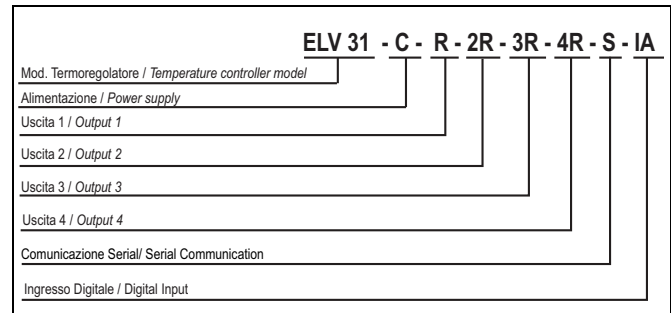 ELV 31 - C - R - 2R - 3R - 4R - S - IA
Mod. Termoregolatore / Temperature controller model
Alimentazione / Power supply
Uscita 1 / Output 1
Uscita 2 / Output 2
Uscita 3 / Output 3
Uscita 4 / Output 4
Comunicazione Serial/ Serial Communication
Ingresso Digitale / Digital Input